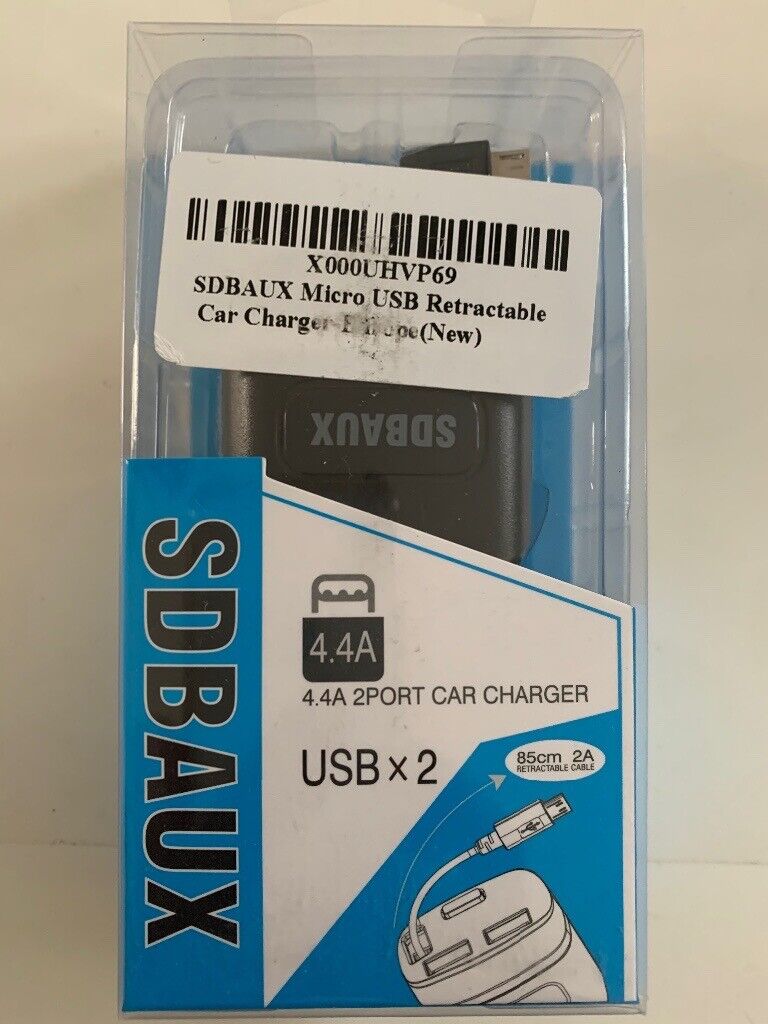 X000UHVP69
SDBAUX Micro USB Retractable
Car Charger (New)
SDBAUX
SDBAUX
4.4A
4.4A 2PORT CAR CHARGER
USB×2
85cm 2A
RETRACTABLE CABLE